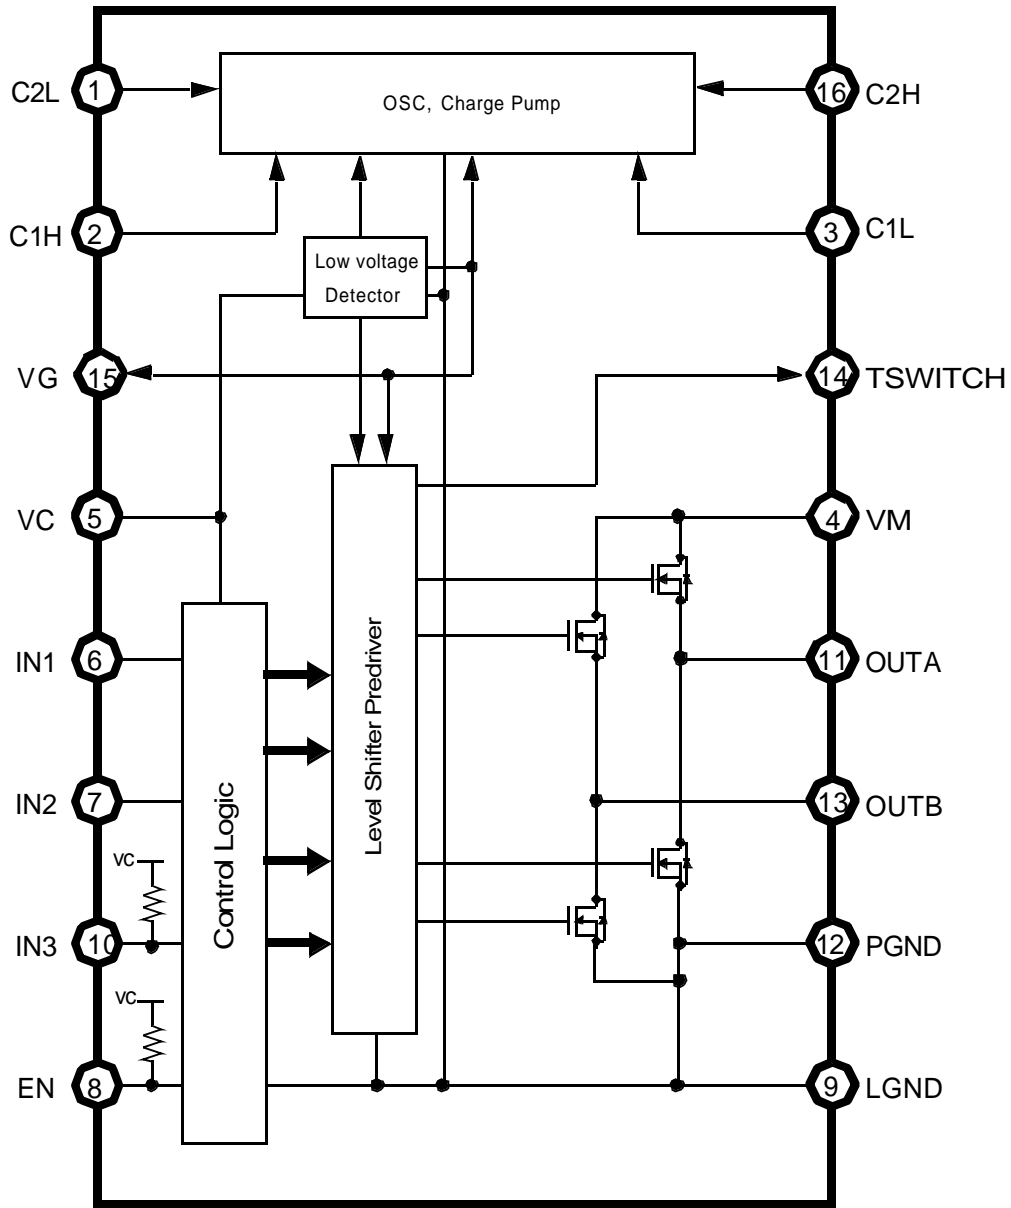 C2L 1 OSC, Charge Pump 16 C2H
C1H 2 3 C1L
Low voltage
Detector
VG 15 14 TSWITCH
VC 5 4 VM
Level Shifter Predriver
Control Logic
IN1 6 11 OUTA
IN2 7 13 OUTB
VC
IN3 10 12 PGND
VC
EN 8 9 LGND